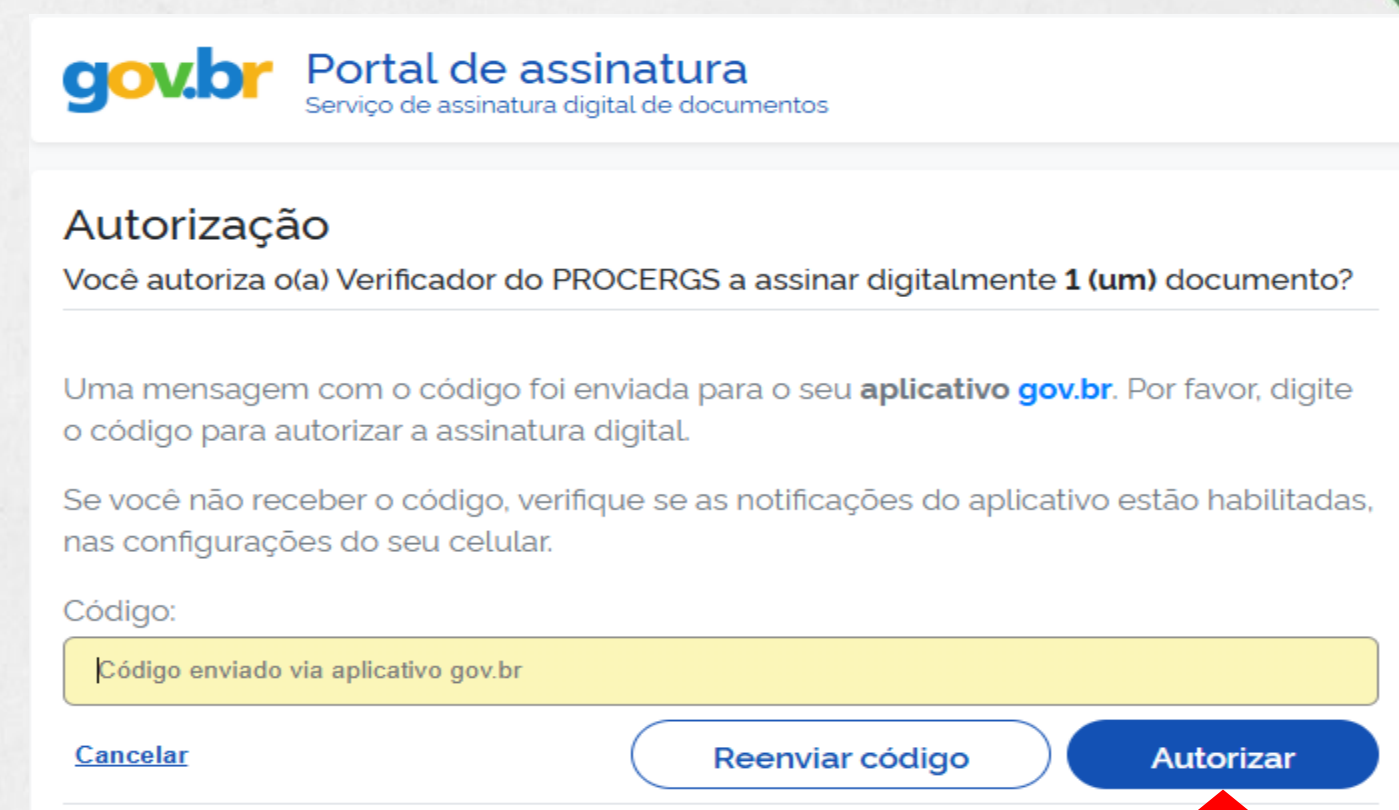 gov.br
Portal de assinatura
Serviço de assinatura digital de documentos
Autorização
Você autoriza o(a) Verificador do PROCERGS a assinar digitalmente 1 (um) documento?
Uma mensagem com o código foi enviada para o seu aplicativo gov.br. Por favor, digite
o código para autorizar a assinatura digital.
Se você não receber o código, verifique se as notificações do aplicativo estão habilitadas,
nas configurações do seu celular.
Código:
Código enviado via aplicativo gov.br
Cancelar
Reenviar código
Autorizar